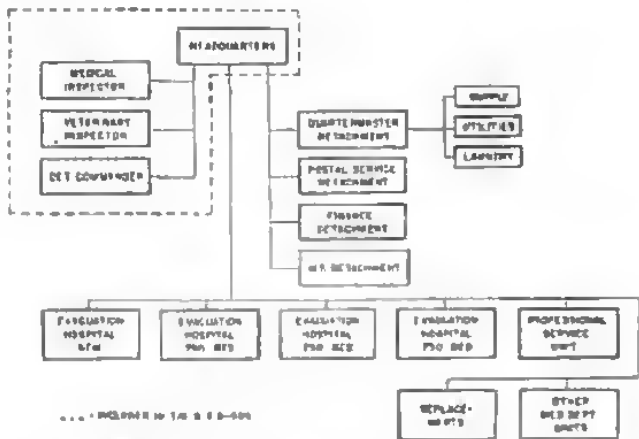 HEADQUARTERS
MEDICAL
INSPECTOR
VETERINARY
INSPECTOR
DET COMMANDER
QUARTERMASTER
DETACHMENT
SUPPLY
UTILITIES
LAUNDRY
POSTAL SERVICE
DETACHMENT
FINANCE
DETACHMENT
DETACHMENT
EVACUATION
HOSPITAL
EVACUATION
HOSPITAL
750 BED
EVACUATION
HOSPITAL
750 BED
EVACUATION
HOSPITAL
750 BED
PROFESSIONAL
SERVICE
UNIT
REPLACE-
MENTS
OTHER
MED DEPT
UNITS